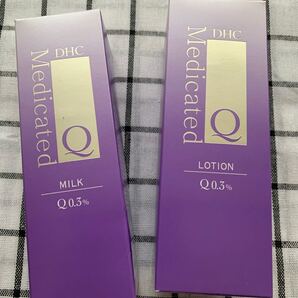 DHC
Medicated
Q
MILK
Q 0.3%
DHC
Medicated
Q
LOTION
Q 0.3%